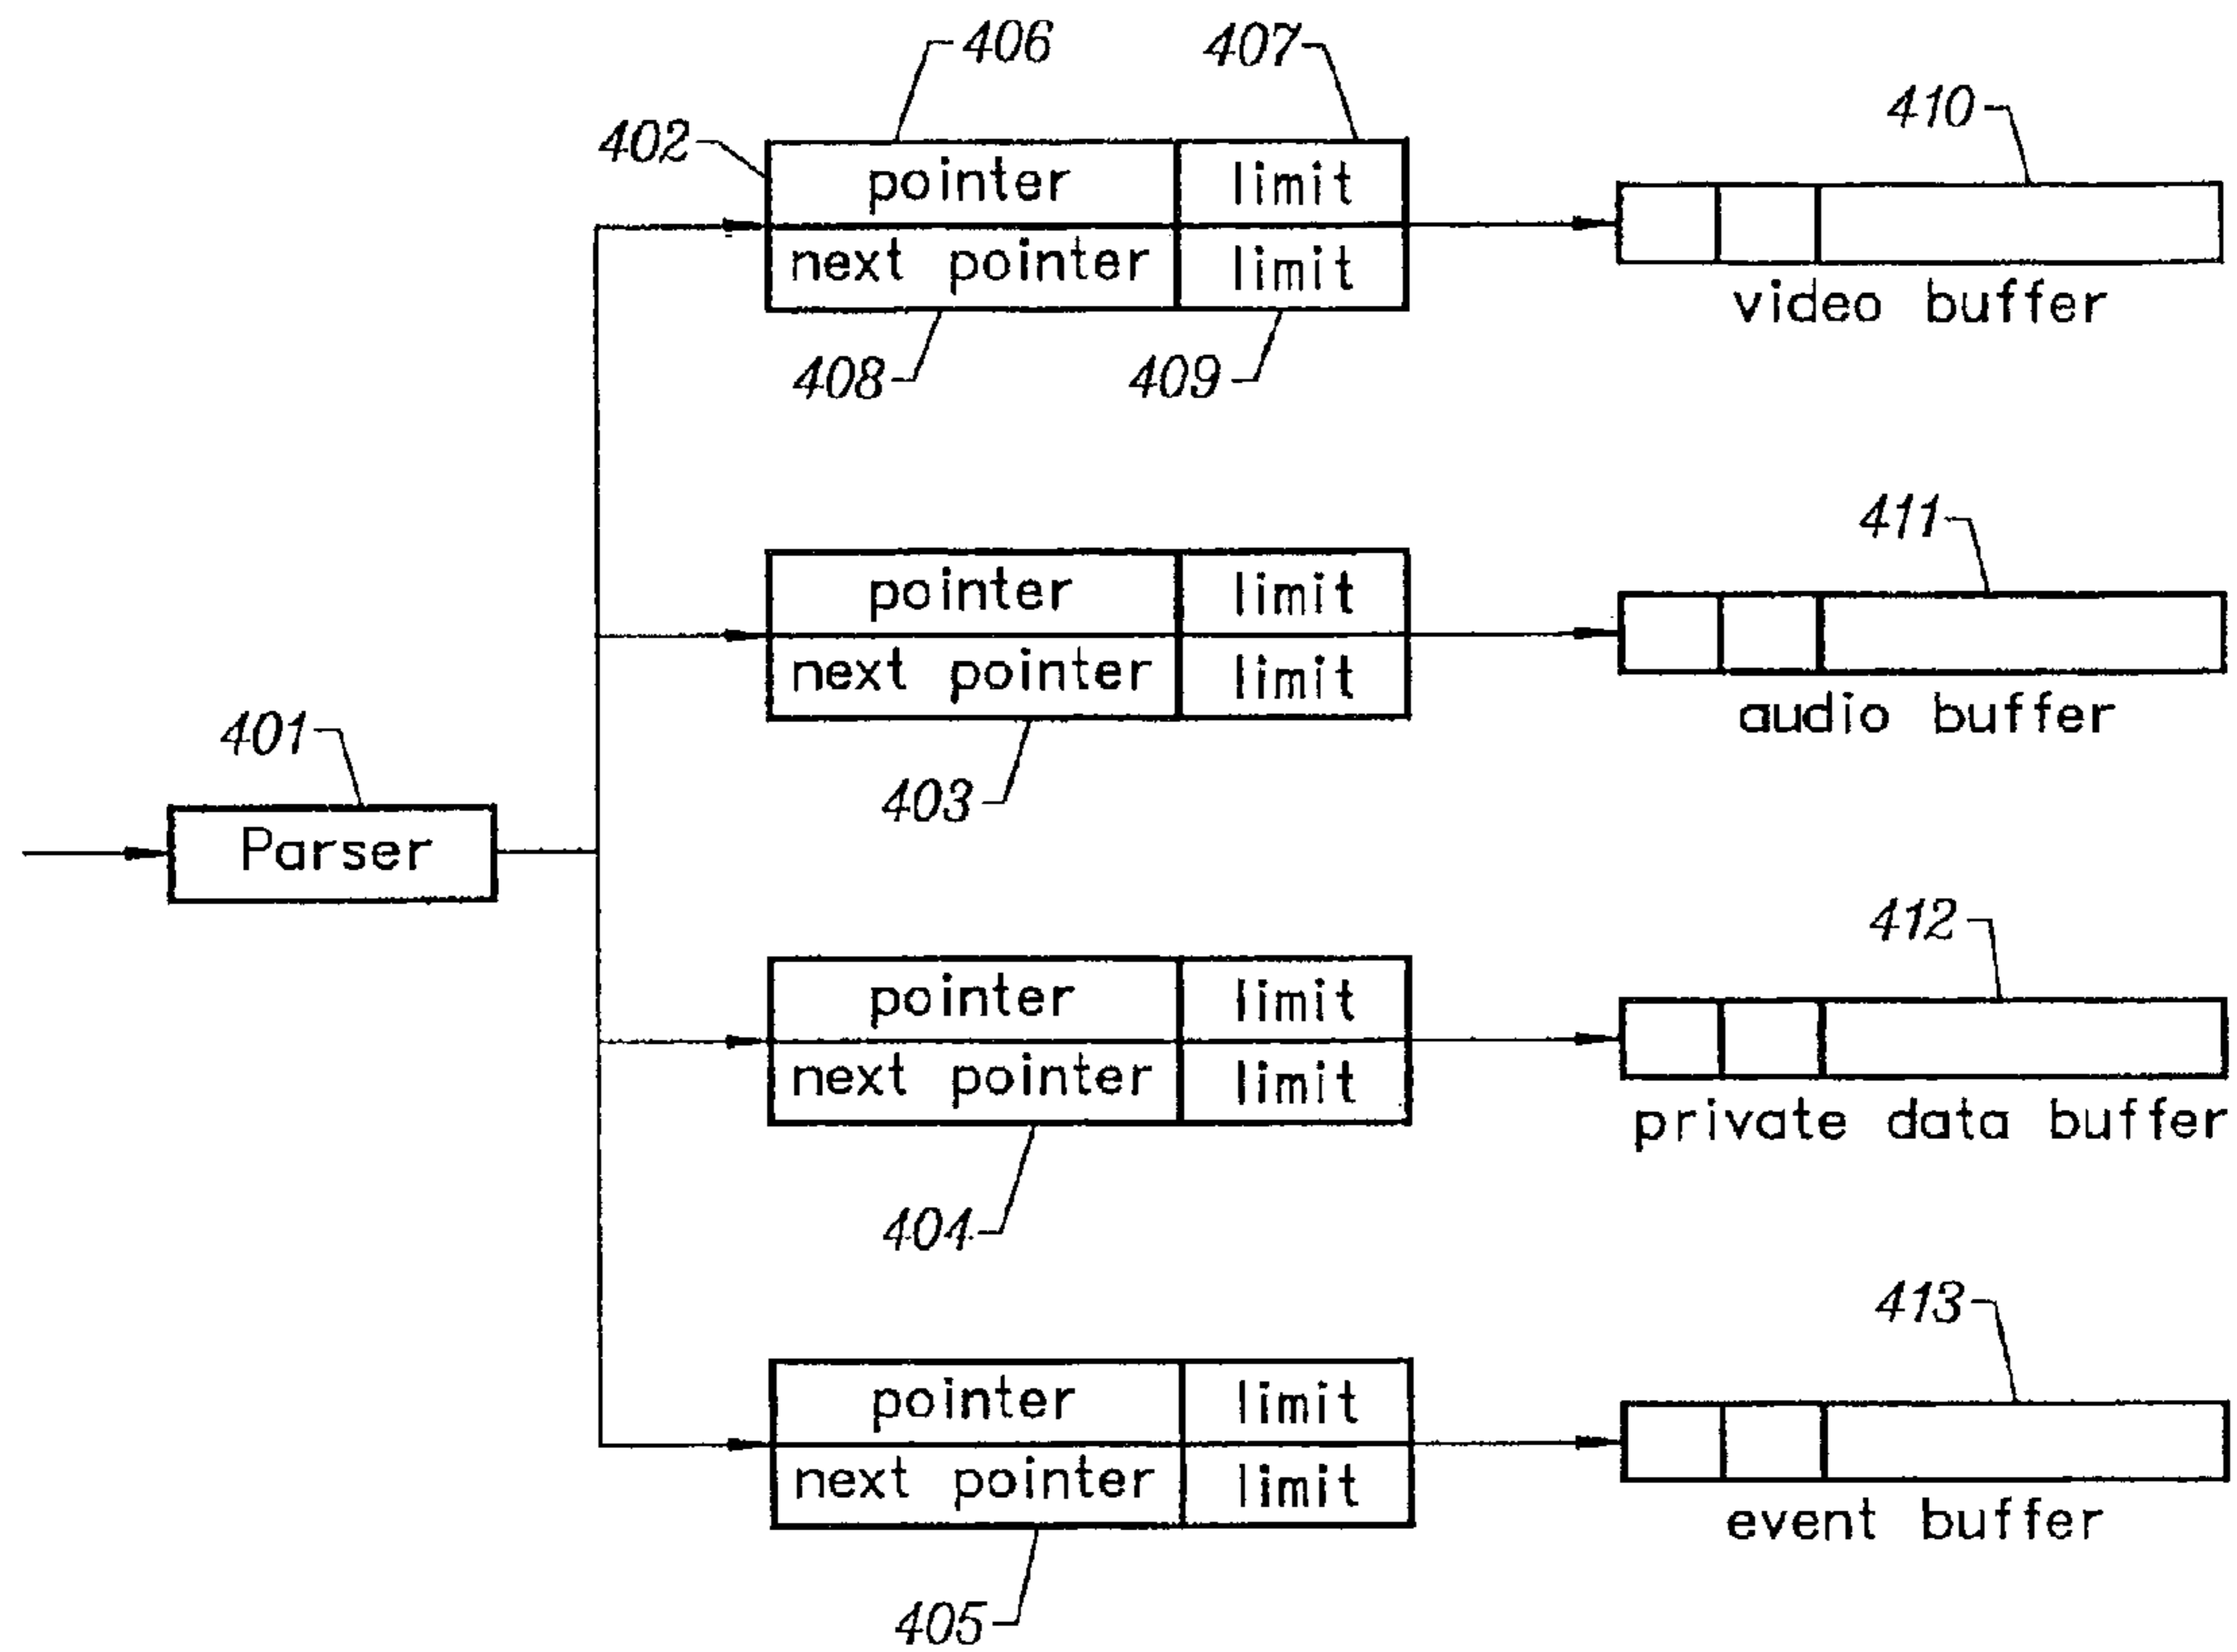 406 407
402 410
pointer limit
next pointer limit
video buffer
408 409
411
pointer limit
next pointer limit
audio buffer
401
403
Parser
412
pointer limit
next pointer limit
private data buffer
404
413
pointer limit
next pointer limit
event buffer
405